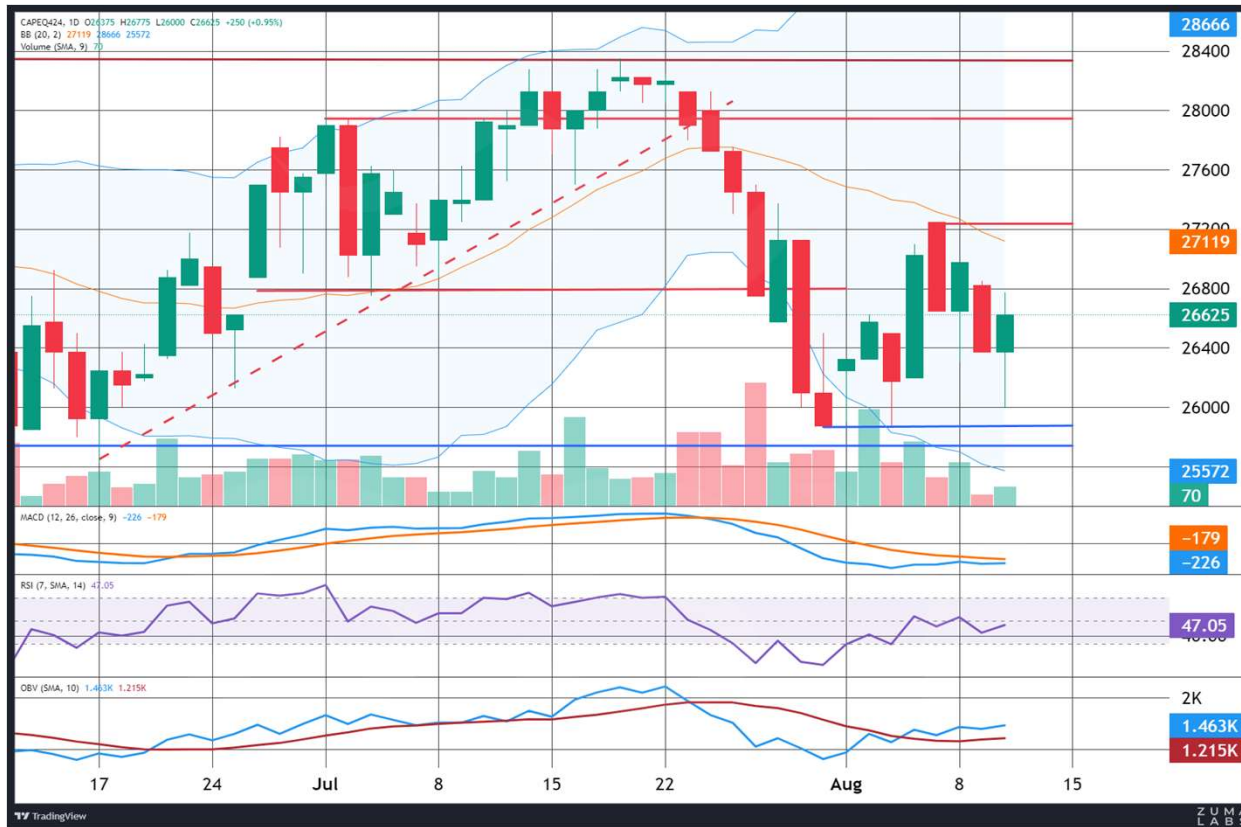 CAPEQ424, 1D O26375 H26775 L26000 C26625 +250 (+0.95%)
BB (20, 2) 27119 28666 25572
Volume (SMA, 9) 70
28666
28400
28000
27600
27200
27119
26800
26625
26400
26000
25572
70
MACD (12, 26, close, 9) −226 −179
−179
−226
RSI (7, SMA, 14) 47.05
47.05
OBV (SMA, 10) 1.463K 1.215K
2K
1.463K
1.215K
17 24 Jul 8 15 22 Aug 8 15
TradingView